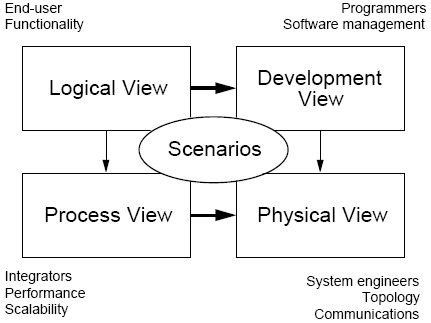 End-user
Functionality
Programmers
Software management
Logical View
Development
View
Scenarios
Process View
Physical View
Integrators
Performance
Scalability
System engineers
Topology
Communications